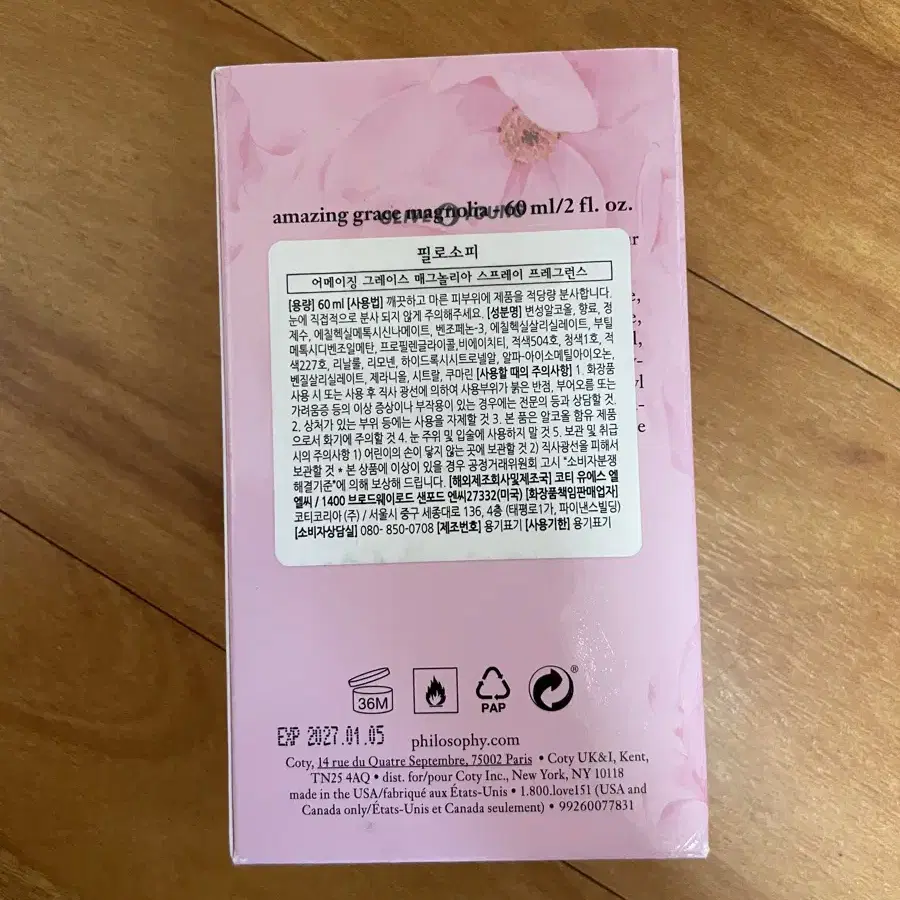 amazing grace magnolia - 60 ml/2 fl. oz.
OLIVE YOUNG
필로소피
어메이징 그레이스 매그놀리아 스프레이 프레그런스
[용량] 60 ml [사용법] 깨끗하고 마른 피부위에 제품을 적당량 분사합니다.
눈에 직접적으로 분사 되지 않게 주의해주세요. [성분명] 변성알코올, 향료, 정
제수, 에칠헥실메톡시신나메이트, 벤조페논-3, 에칠헥실살리실레이트, 부틸
메톡시디벤조일메탄, 프로필렌글라이콜, 비에이치티, 적색504호, 청색1호, 적
색227호, 리날룰, 리모넨, 하이드록시시트로넬알, 알파-아이소메틸아이오논,
벤질살리실레이트, 제라니올, 시트랄, 쿠마린 [사용할 때의 주의사항] 1. 화장품
사용 시 또는 사용 후 직사 광선에 의하여 사용부위가 붉은 반점, 부어오름 또는
가려움증 등의 이상 증상이나 부작용이 있는 경우에는 전문의 등과 상담할 것.
2. 상처가 있는 부위 등에는 사용을 자제할 것 3. 본 품은 알코올 함유 제품
으로서 화기에 주의할 것 4. 눈 주위 및 입술에 사용하지 말 것 5. 보관 및 취급
시의 주의사항 1) 어린이의 손이 닿지 않는 곳에 보관할 것 2) 직사광선을 피해서
보관할 것 * 본 상품에 이상이 있을 경우 공정거래위원회 고시 "소비자분쟁
해결기준"에 의해 보상해 드립니다. [해외제조회사및제조국] 코티 유에스 엘
엘씨 / 1400 브로드웨이로드 샌포드 엔씨27332(미국) [화장품책임판매업자]
코티코리아 (주) / 서울시 중구 세종대로 136, 4층 (태평로1가, 파이낸스빌딩)
[소비자상담실] 080- 850-0708 [제조번호] 용기표기 [사용기한] 용기표기
36M
PAP
®
EXP 2027.01.05
philosophy.com
Coty, 14 rue du Quatre Septembre, 75002 Paris • Coty UK&I, Kent,
TN25 4AQ • dist. for/pour Coty Inc., New York, NY 10118
made in the USA/fabriqué aux États-Unis • 1.800.love151 (USA and
Canada only/États-Unis et Canada seulement) • 99260077831